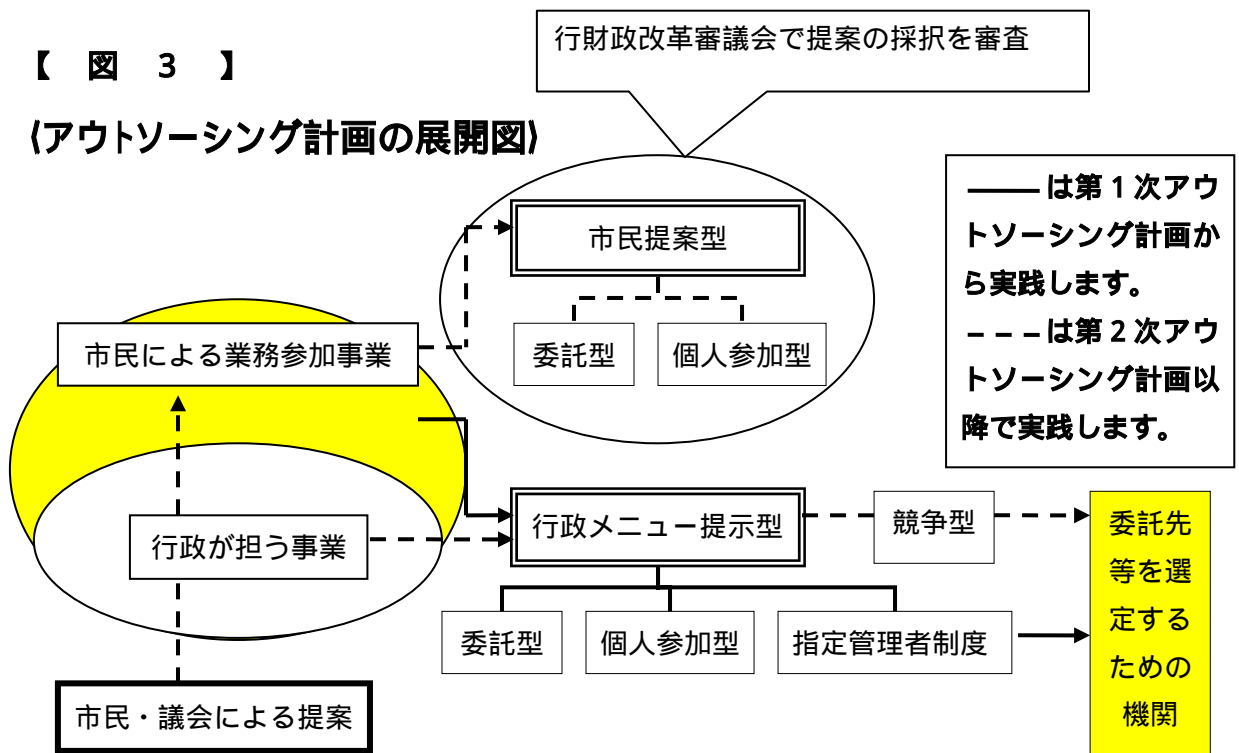 行財政改革審議会で提案の採択を審査
【 図 3 】
(アウトソーシング計画の展開図)
―― は第1次アウ
トソーシング計画か
ら実践します。
- - - は第2次アウ
トソーシング計画以
降で実践します。
市民提案型
委託型
個人参加型
市民による業務参加事業
行政が担う事業
行政メニュー提示型
競争型
委託先
等を選
定する
ための
機関
委託型
個人参加型
指定管理者制度
市民・議会による提案